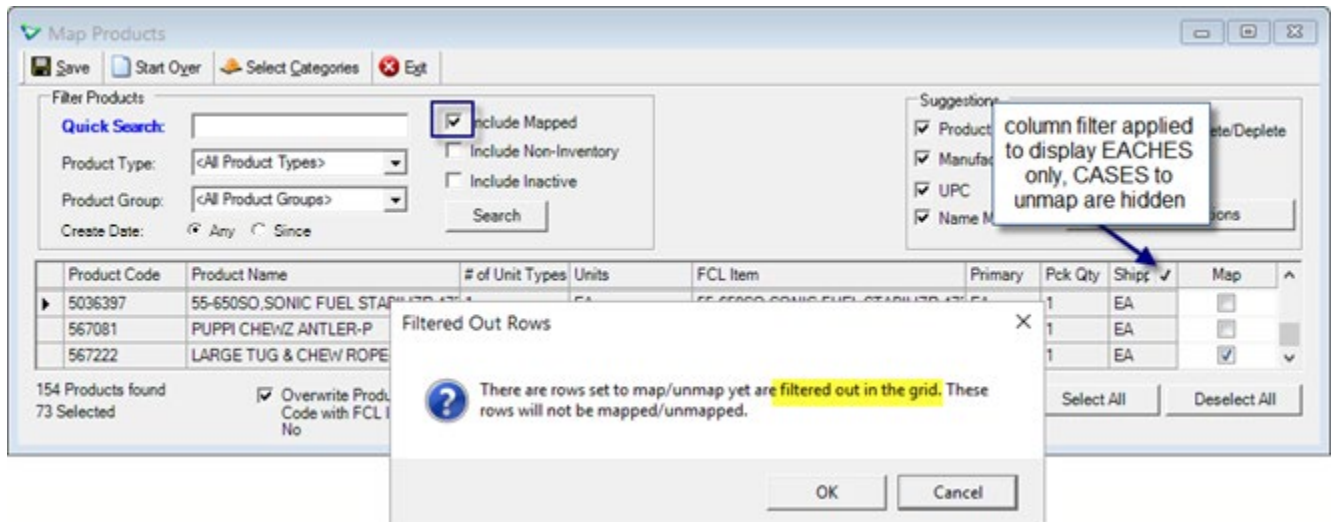 Map Products
Save Start Over Select Categories Exit
Filter Products
Quick Search:
Product Type: <All Product Types>
Product Group: <All Product Groups>
Create Date: Any Since
Include Mapped
Include Non-Inventory
Include Inactive
Search
Suggestions
Product
UPC
column filter applied
to display EACHES
only, CASES to
unmap are hidden
Product Code Product Name # of Unit Types Units FCL Item Primary Pck Qty Map
5036397 1 EA
567081 PUPPI CHEWZ ANTLER-P 1 EA
567222 LARGE TUG & CHEW ROPE 1 EA
154 Products found
73 Selected
Overwrite
Code with FCL
No
Select All Deselect All
Filtered Out Rows
There are rows set to map/unmap yet are filtered out in the grid. These
rows will not be mapped/unmapped.
OK Cancel